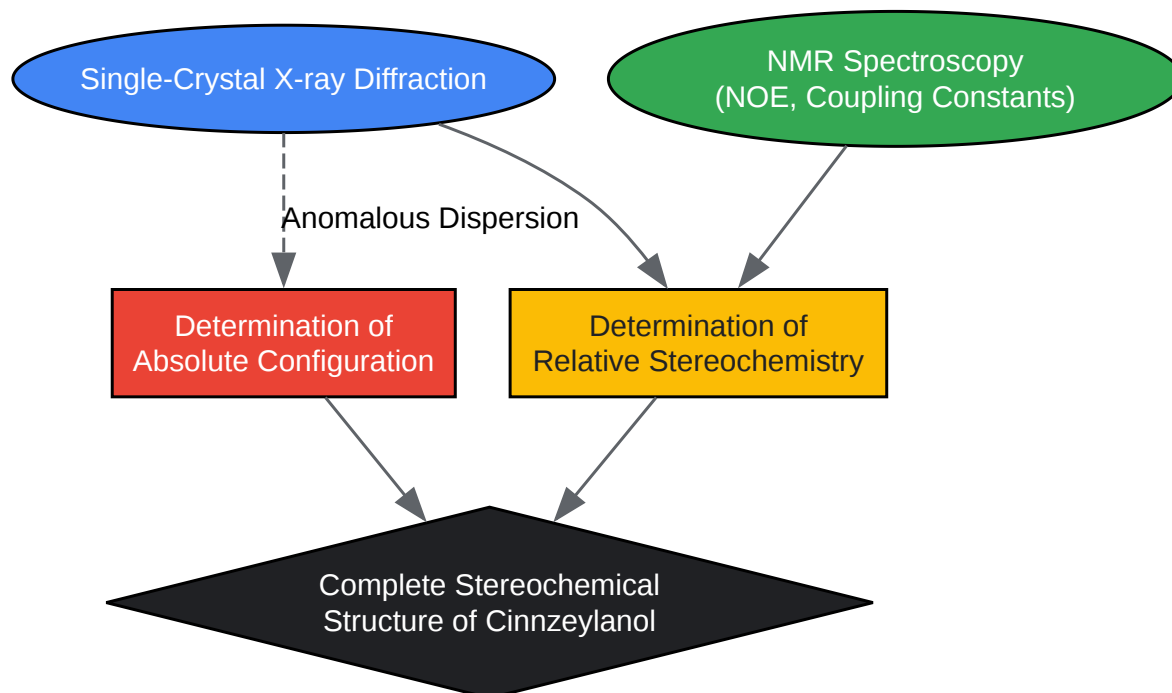 Single-Crystal X-ray Diffraction
NMR Spectroscopy
(NOE, Coupling Constants)
Anomalous Dispersion
Determination of
Absolute Configuration
Determination of
Relative Stereochemistry
Complete Stereochemical
Structure of Cinnzeylanol